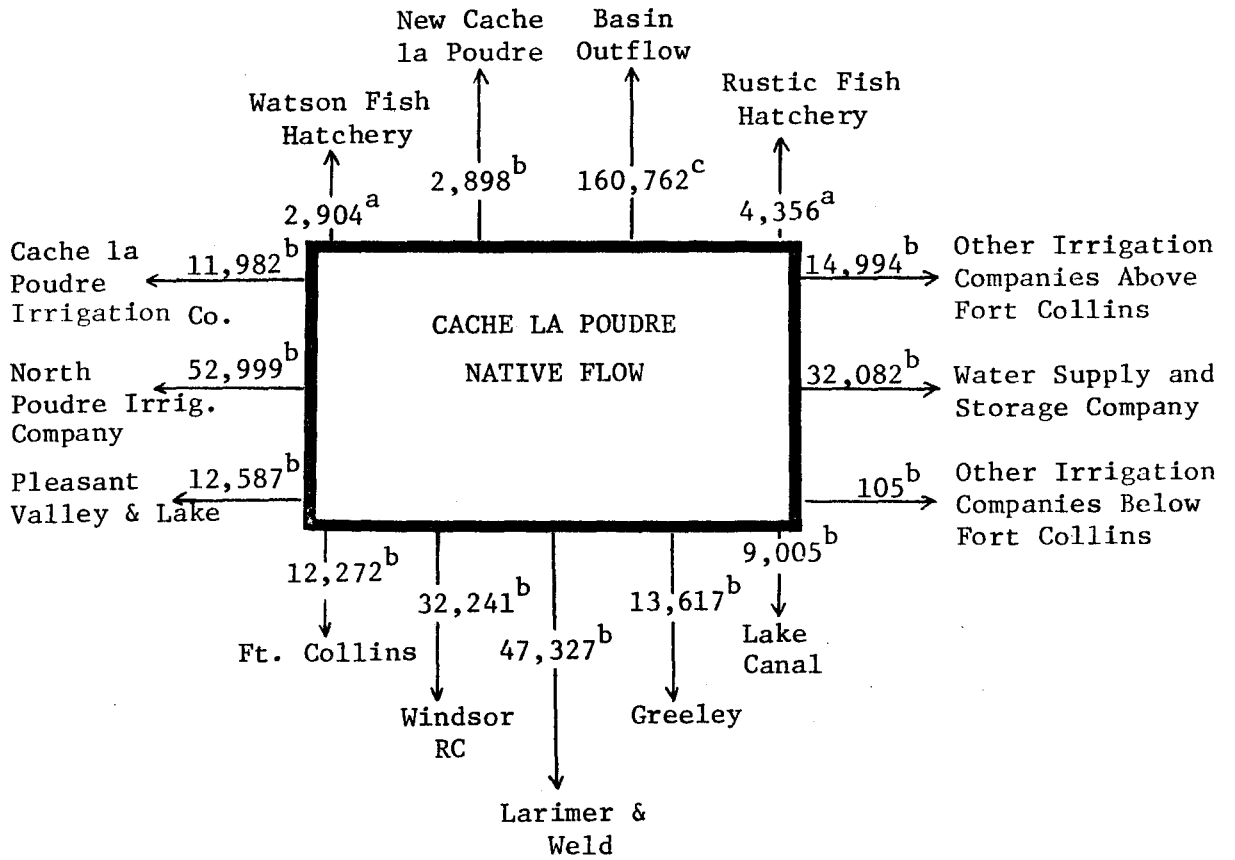 New Cache
la Poudre
Basin
Outflow
Watson Fish
Hatchery
Rustic Fish
Hatchery
2,904a
2,898b
160,762c
4,356a
Cache la
Poudre
Irrigation Co.
11,982b
14,994b
Other Irrigation
Companies Above
Fort Collins
CACHE LA POUDRE
NATIVE FLOW
North
Poudre Irrig.
Company
52,999b
32,082b
Water Supply and
Storage Company
Pleasant
Valley & Lake
12,587b
105b
Other Irrigation
Companies Below
Fort Collins
12,272b
32,241b
47,327b
13,617b
9,005b
Ft. Collins
Windsor
RC
Larimer &
Weld
Greeley
Lake
Canal